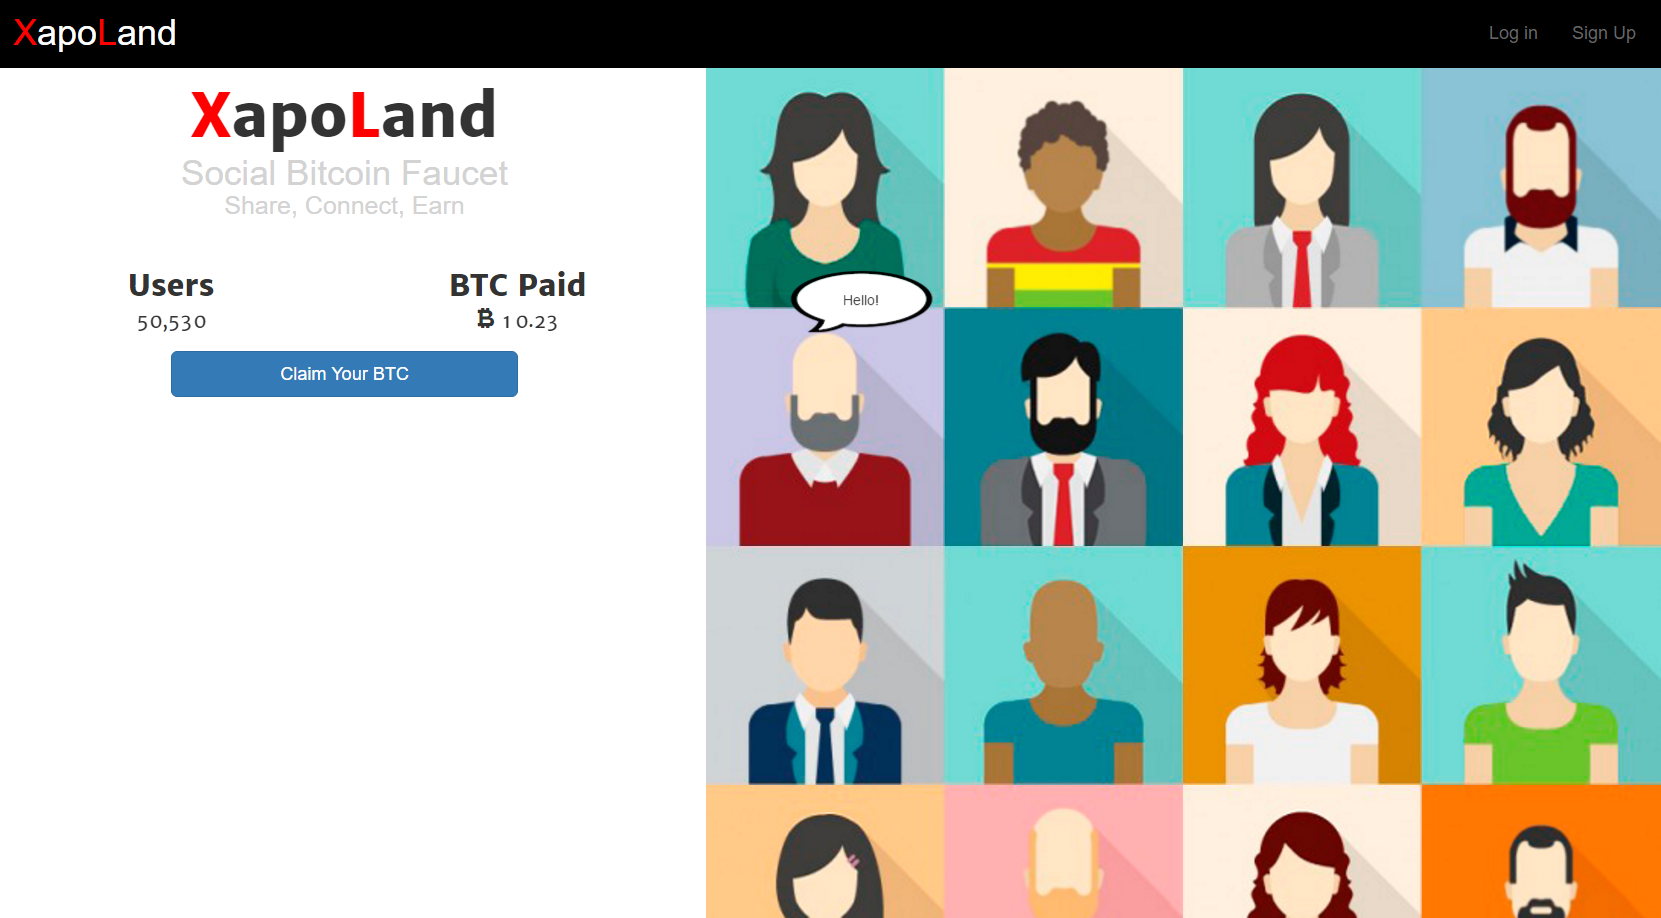 XapoLand
Log in
Sign Up
XapoLand
Social Bitcoin Faucet
Share, Connect, Earn
Users
BTC Paid
50,530
₿ 10.23
Claim Your BTC
Hello!